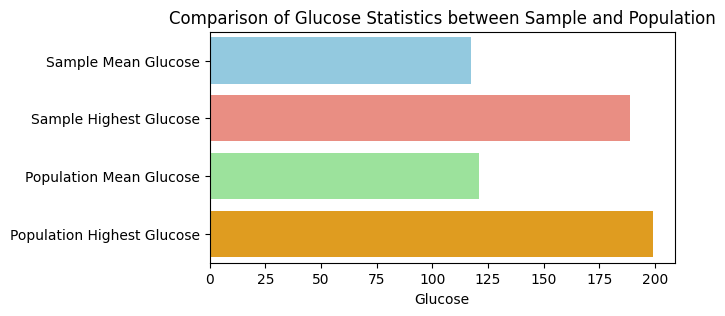 Comparison of Glucose Statistics between Sample and Population
Sample Mean Glucose
Sample Highest Glucose
Population Mean Glucose
Population Highest Glucose
0 25 50 75 100 125 150 175 200
Glucose